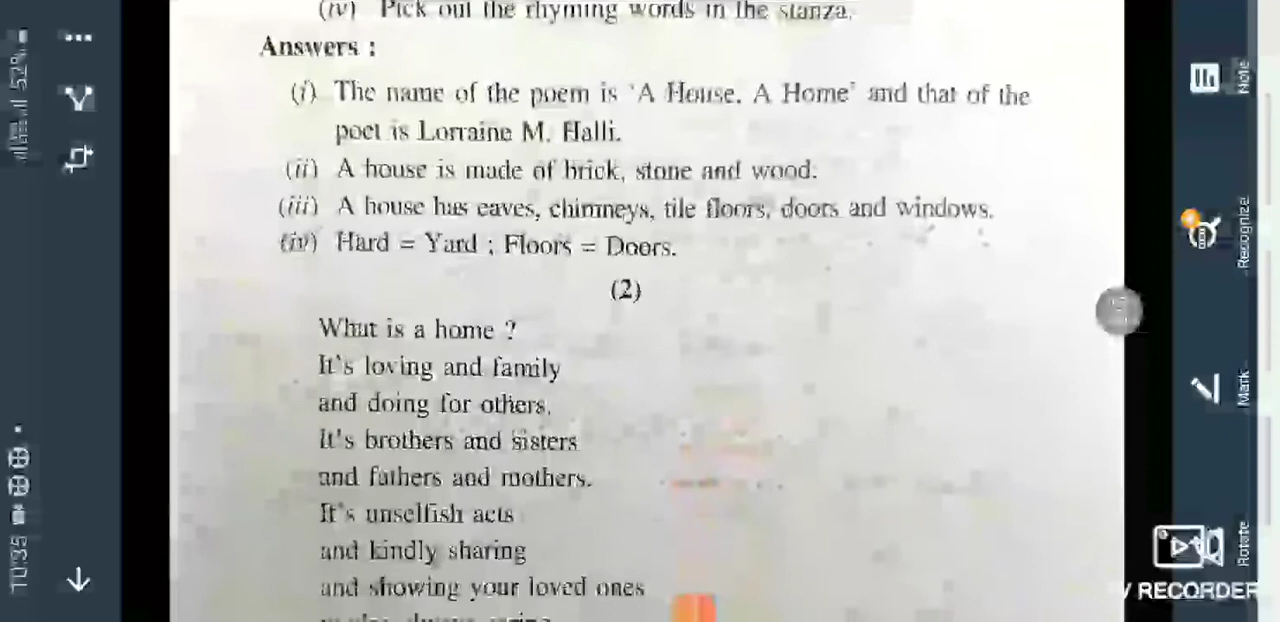 (iv) Pick out the rhyming words in the stanza.
Answers :
(i) The name of the poem is 'A House, A Home' and that of the
poet is Lorraine M. Halli.
(ii) A house is made of brick, stone and wood.
(iii) A house has eaves, chimneys, tile floors, doors and windows.
(iv) Hard = Yard ; Floors = Doors.
(2)
What is a home ?
It's loving and family
and doing for others.
It's brothers and sisters
and fathers and mothers.
It's unselfish acts
and kindly sharing
and showing your loved ones
52%
10:35
Note
Recognize
Mark
Rotate
RECORDER